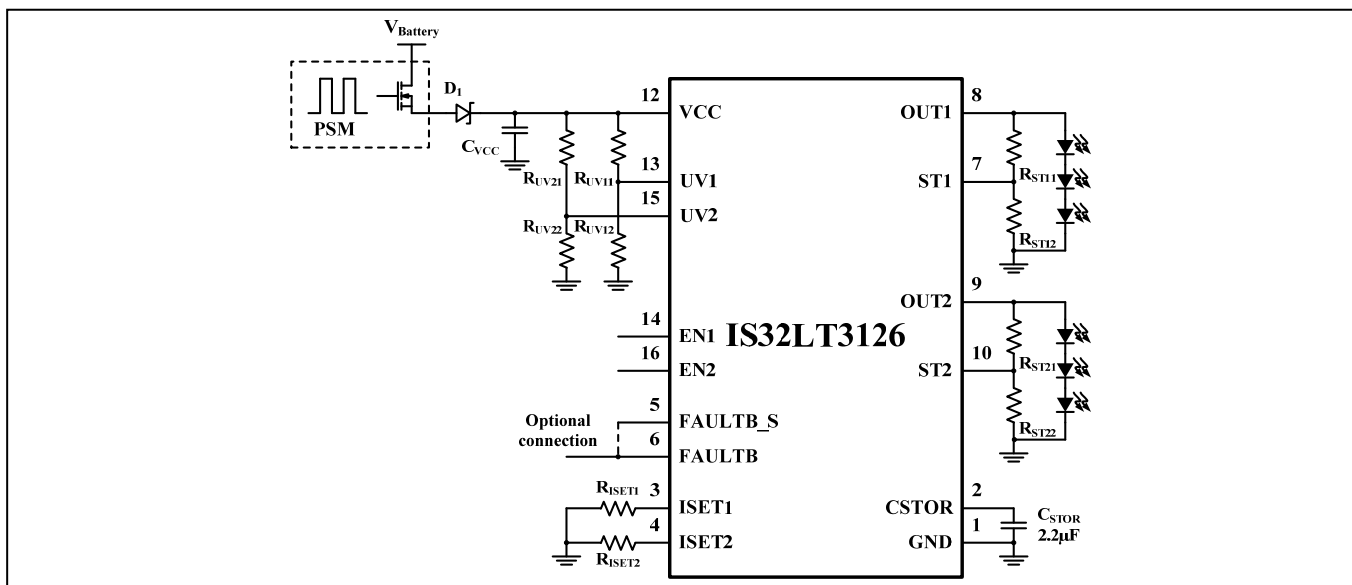 VBattery
PSM
D1
CVCC
RUV21
RUV11
RUV22
RUV12
12
VCC
13
UV1
15
UV2
14
EN1
16
EN2
Optional
connection
5
FAULTB_S
6
FAULTB
RISET1
3
ISET1
4
ISET2
RISET2
IS32LT3126
8
OUT1
7
ST1
RST11
RST12
9
OUT2
10
ST2
RST21
RST22
2
CSTOR
1
GND
CSTOR
2.2µF